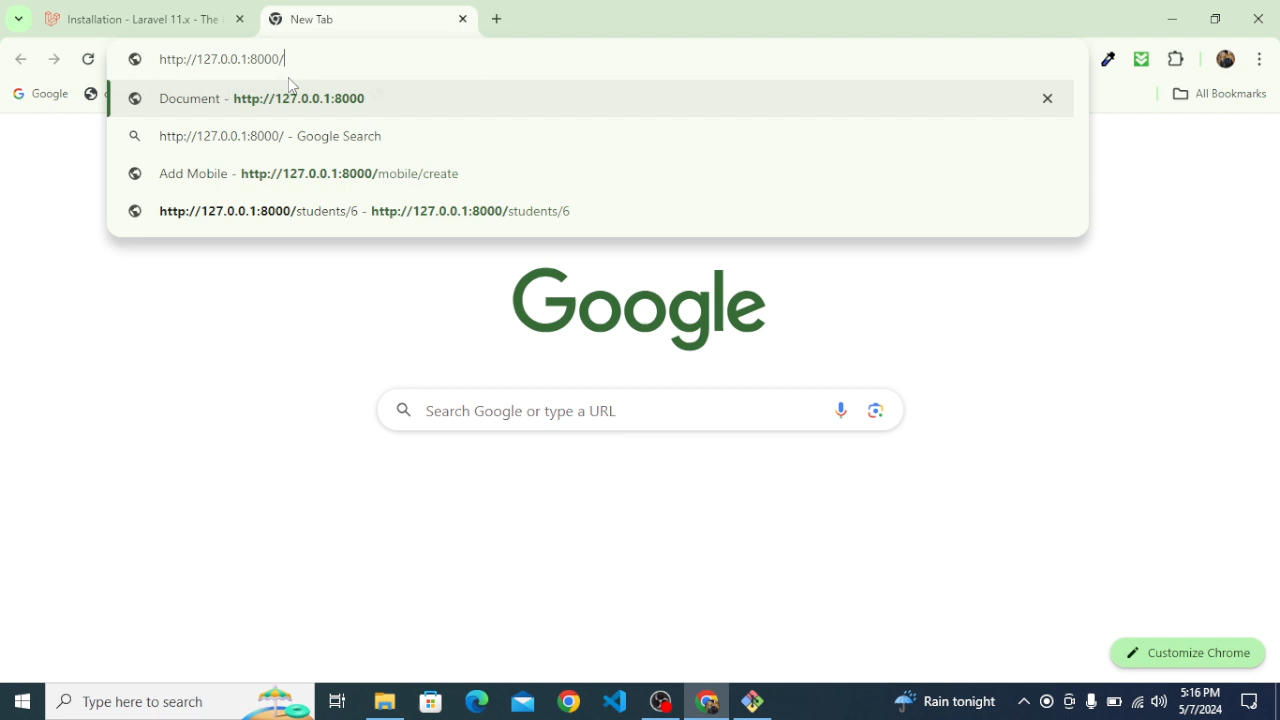 Installation - Laravel 11.x - The
New Tab
http://127.0.0.1:8000/
Google
All Bookmarks
Document - http://127.0.0.1:8000
http://127.0.0.1:8000/ - Google Search
Add Mobile - http://127.0.0.1:8000/mobile/create
http://127.0.0.1:8000/students/6 - http://127.0.0.1:8000/students/6
Google
Search Google or type a URL
Customize Chrome
Type here to search
Rain tonight
5:16 PM
5/7/2024